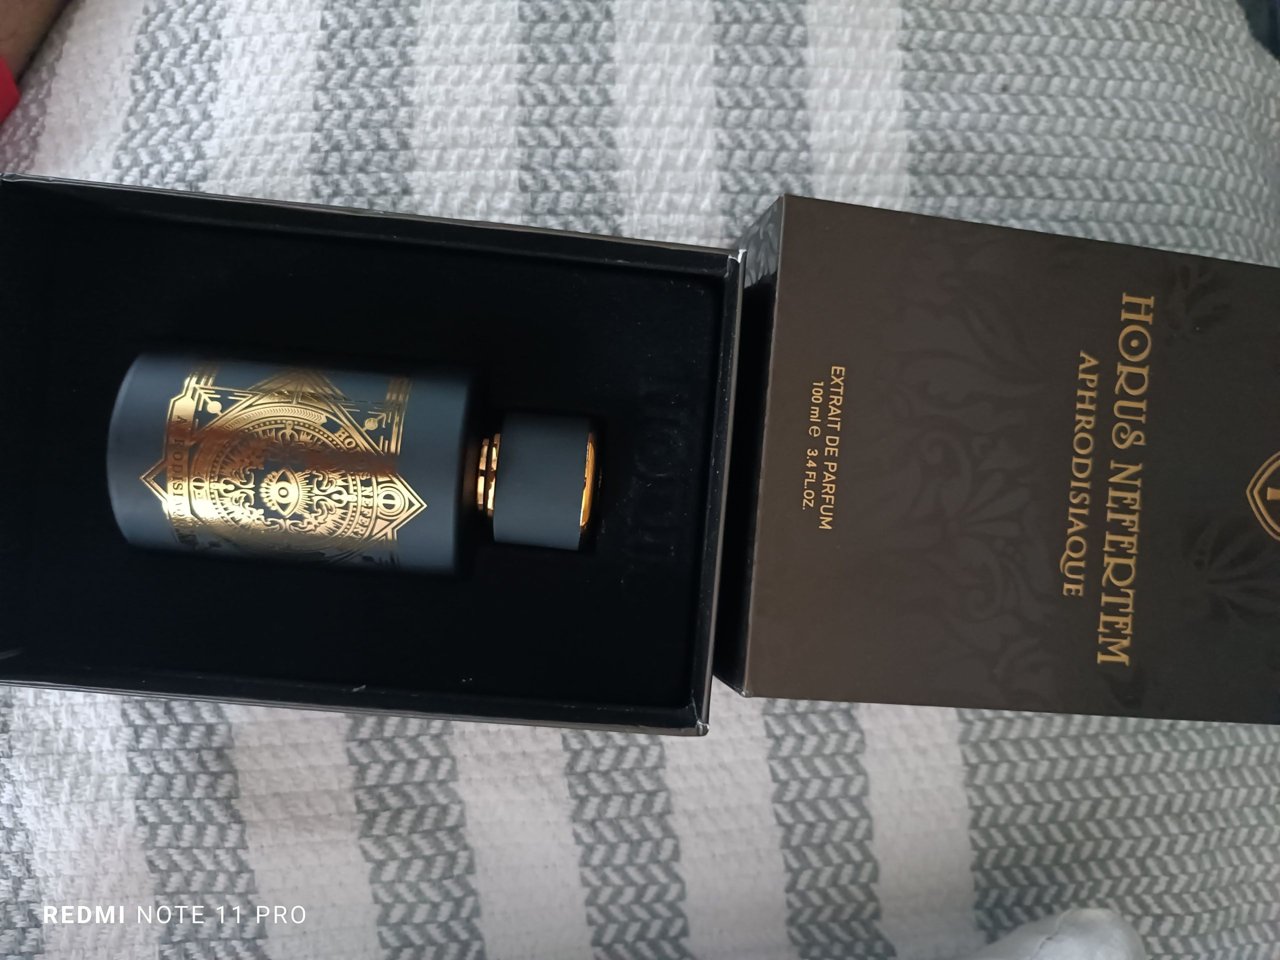 HORUS NEFERTEM
APHRODISIAQUE
EXTRAIT DE PARFUM
100 ml ℮ 3.4 FL.OZ.
REDMI NOTE 11 PRO